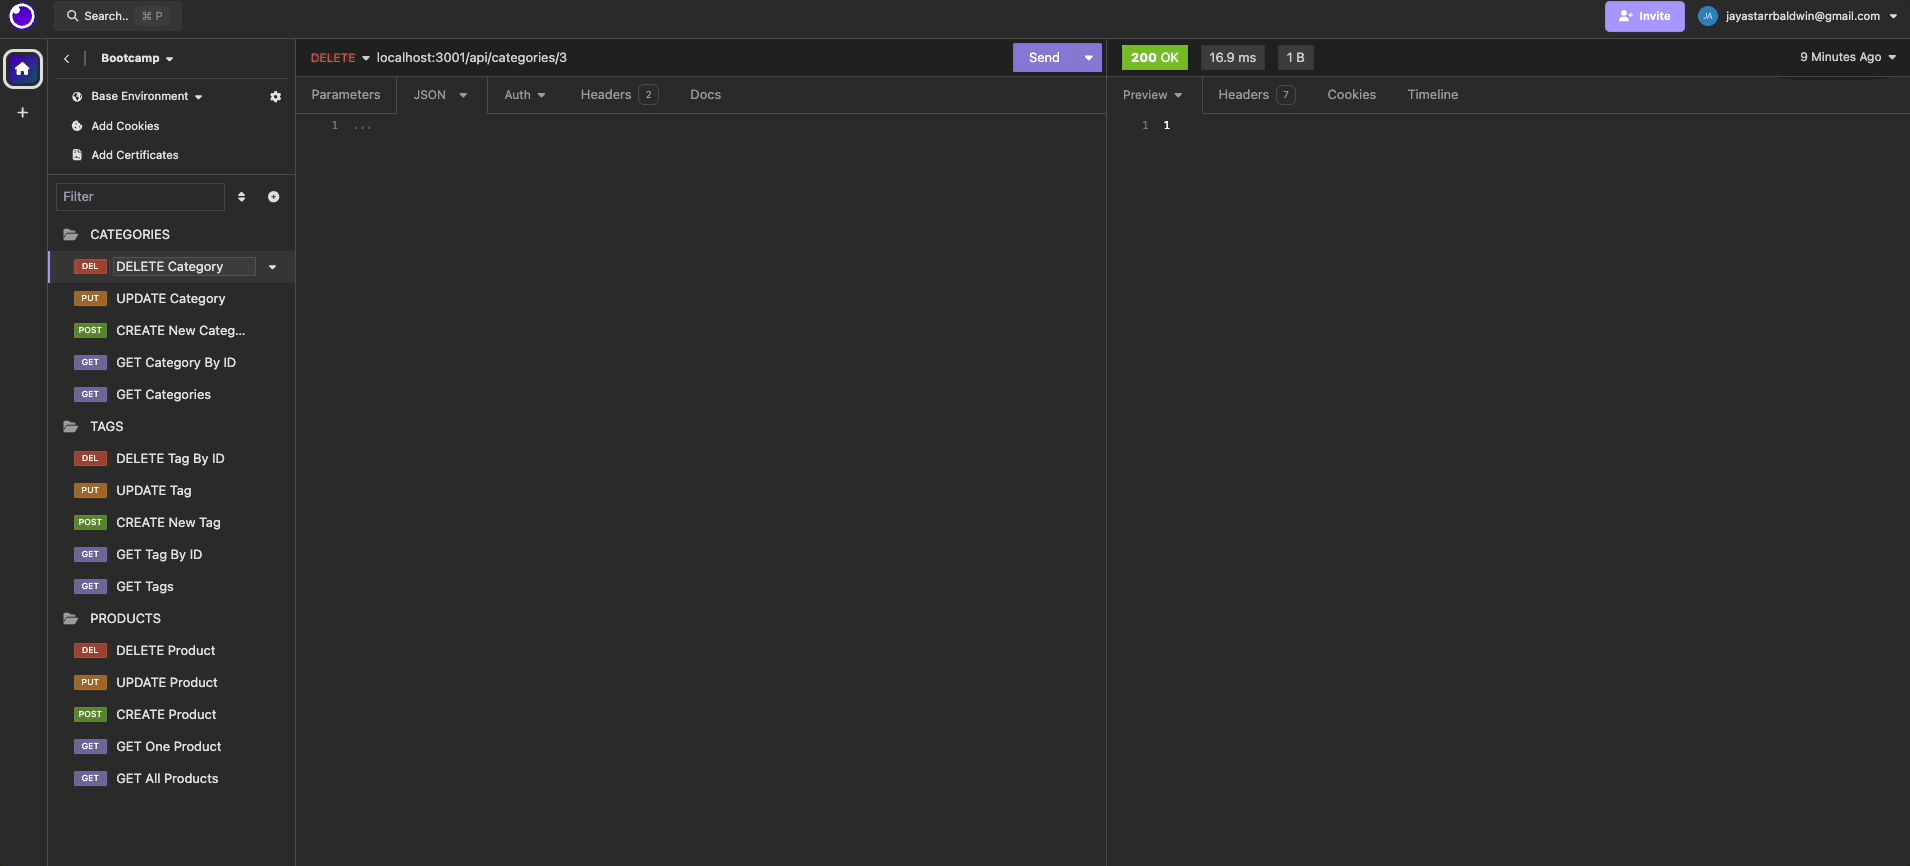 Search.. ⌘ P
Invite
JA jayastarrbaldwin@gmail.com
Bootcamp
DELETE localhost:3001/api/categories/3 Send
200 OK 16.9 ms 1 B 9 Minutes Ago
Base Environment
Add Cookies
Add Certificates
Filter
CATEGORIES
DEL DELETE Category
PUT UPDATE Category
POST CREATE New Categ...
GET GET Category By ID
GET GET Categories
TAGS
DEL DELETE Tag By ID
PUT UPDATE Tag
POST CREATE New Tag
GET GET Tag By ID
GET GET Tags
PRODUCTS
DEL DELETE Product
PUT UPDATE Product
POST CREATE Product
GET GET One Product
GET GET All Products
Parameters JSON Auth Headers 2 Docs
1 ...
Preview Headers 7 Cookies Timeline
1 1